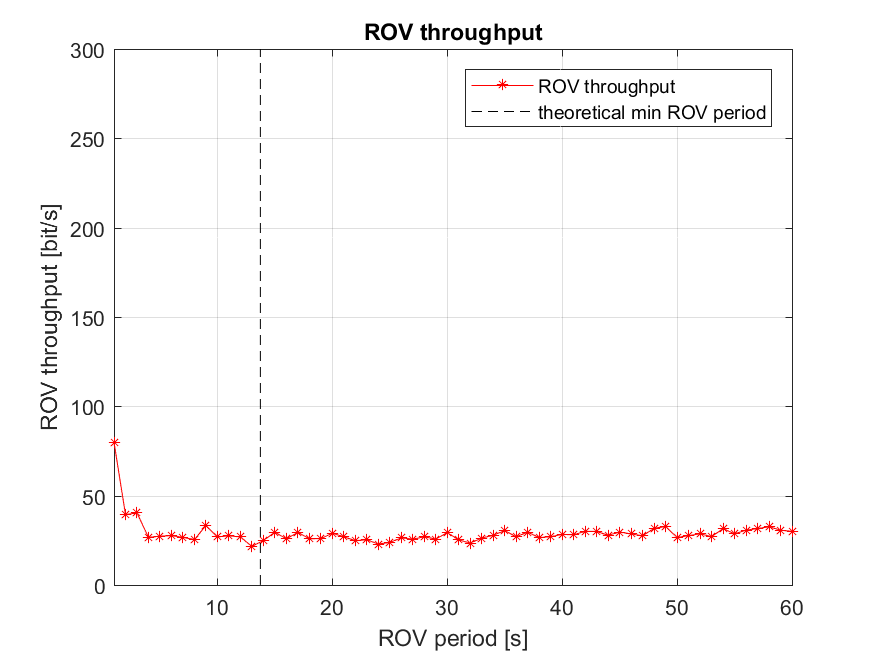 ROV throughput
300
250
200
150
100
50
0
ROV throughput [bit/s]
ROV throughput
theoretical min ROV period
10 20 30 40 50 60
ROV period [s]